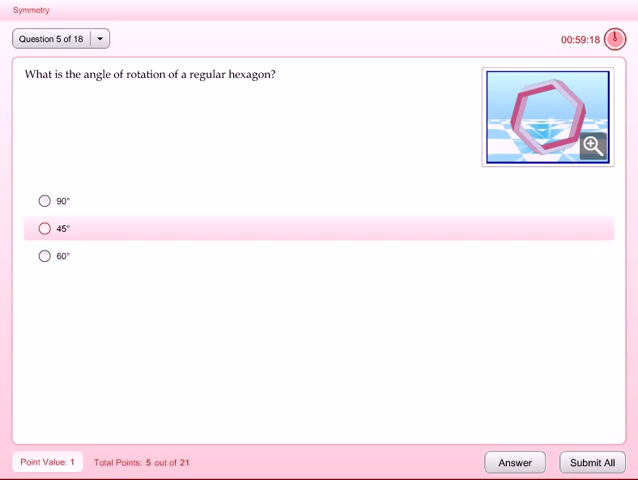 Symmetry
Question 5 of 18
00:59:18
What is the angle of rotation of a regular hexagon?
90°
45°
60°
Point Value: 1
Total Points: 5 out of 21
Answer
Submit All